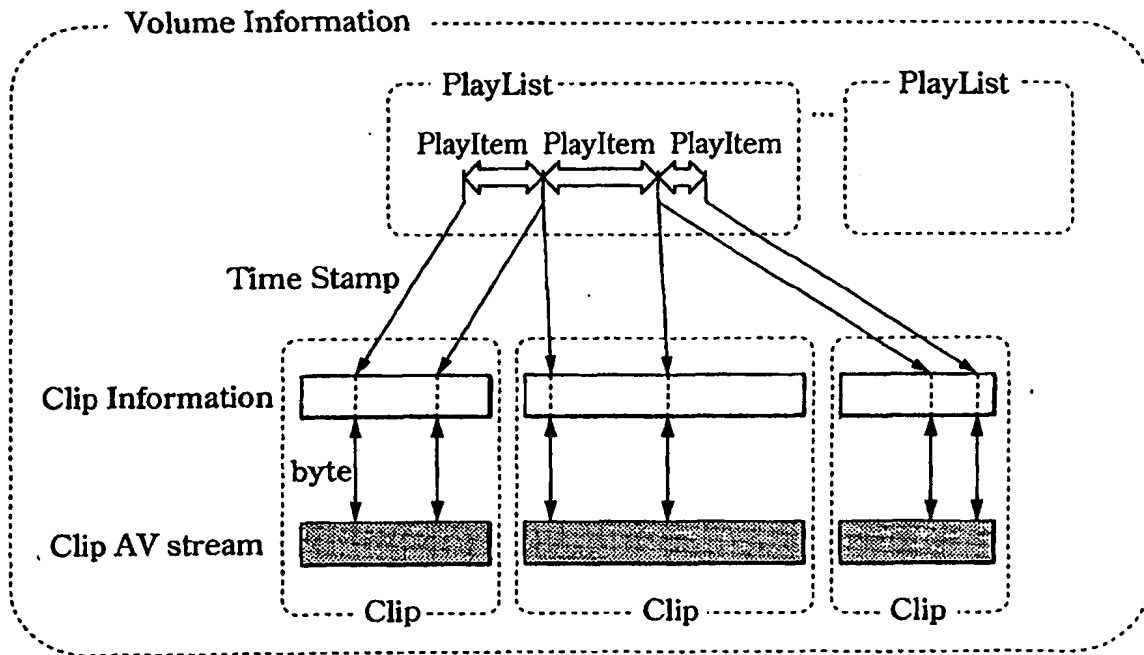 Volume Information
PlayList
...
PlayList
PlayItem PlayItem PlayItem
Time Stamp
Clip Information
byte
Clip AV stream
Clip
Clip
Clip